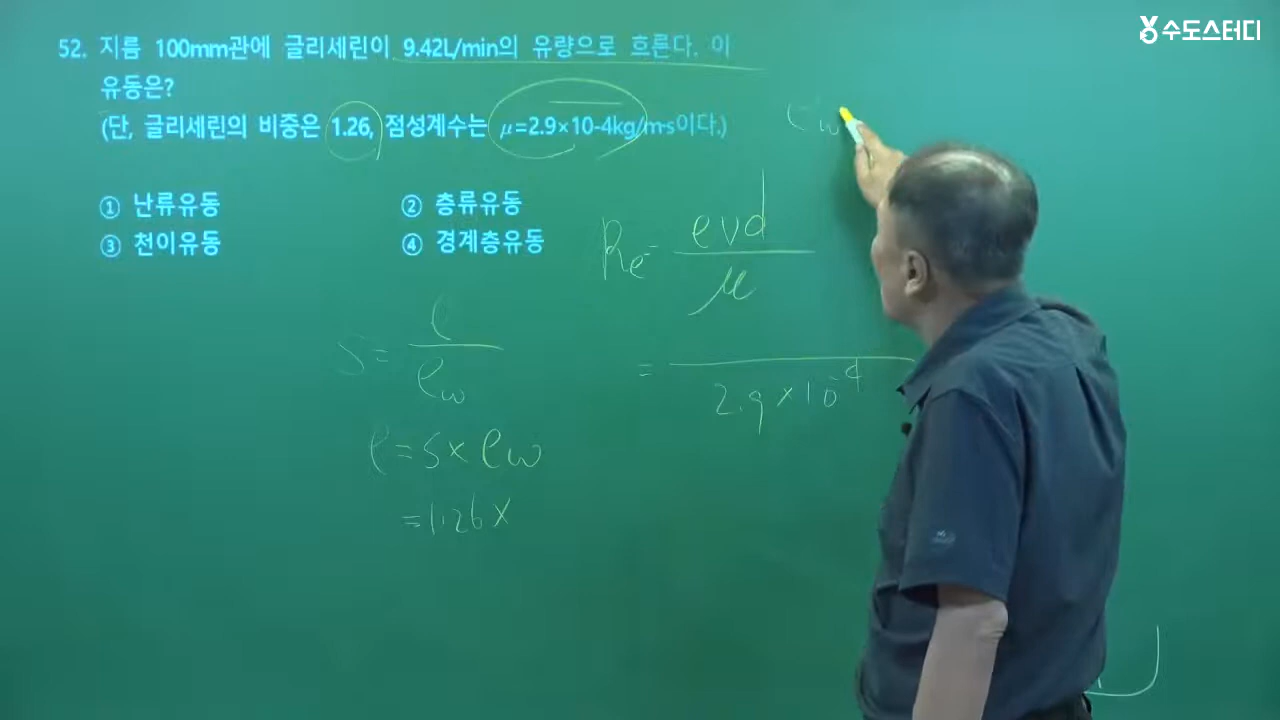 수도스터디
52. 지름 100mm관에 글리세린이 9.42L/min의 유량으로 흐른다. 이
유동은?
(단, 글리세린의 비중은 1.26, 점성계수는 μ=2.9×10-4kg/m·s이다.)
① 난류유동 ② 층류유동
③ 천이유동 ④ 경계층유동
Re = ρvd / μ
= / 2.9×10⁻⁴
S = ρ / ρw
ρ = S × ρw
= 1.26 ×
ρw